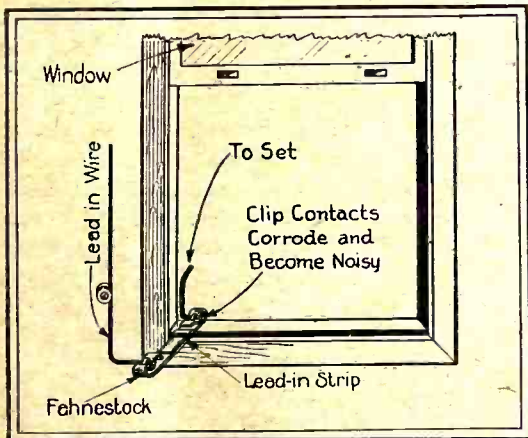 Window
Lead in Wire
To Set
Clip Contacts
Corrode and
Become Noisy
Lead-in Strip
Fahnestock